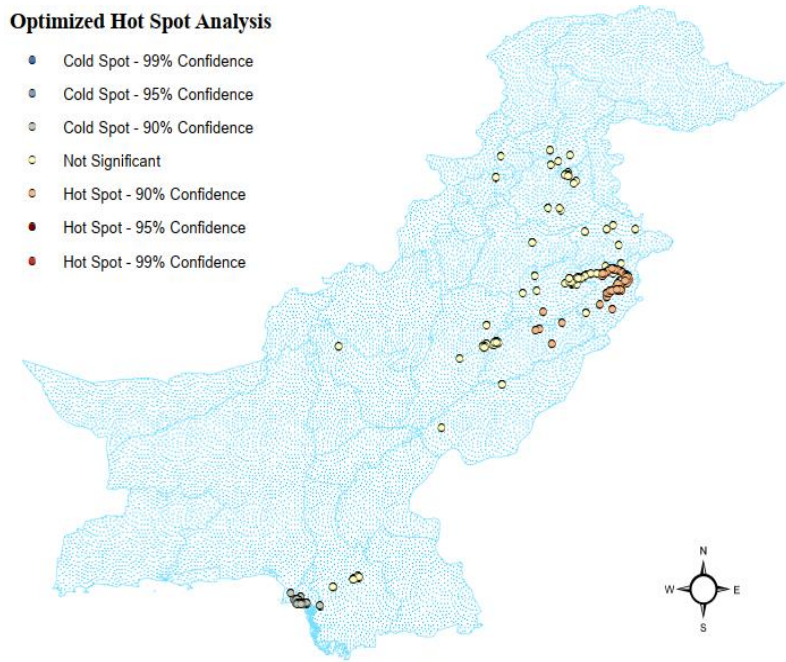 Optimized Hot Spot Analysis
Cold Spot - 99% Confidence
Cold Spot - 95% Confidence
Cold Spot - 90% Confidence
Not Significant
Hot Spot - 90% Confidence
Hot Spot - 95% Confidence
Hot Spot - 99% Confidence
N
W E
S